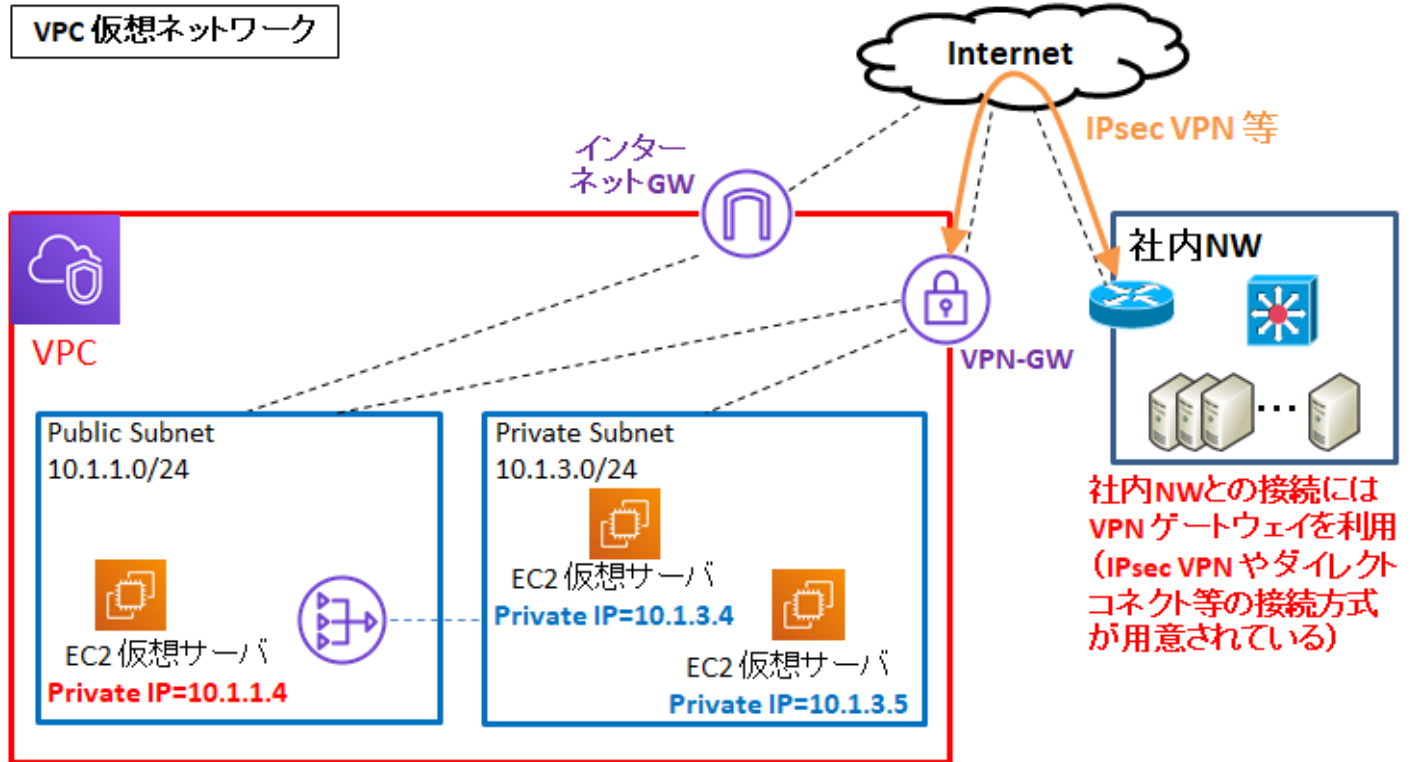 VPC 仮想ネットワーク
Internet
IPsec VPN 等
インター
ネットGW
社内NW
VPC
VPN-GW
Public Subnet
10.1.1.0/24
EC2 仮想サーバ
Private IP=10.1.1.4
Private Subnet
10.1.3.0/24
EC2 仮想サーバ
Private IP=10.1.3.4
EC2 仮想サーバ
Private IP=10.1.3.5
...
社内NWとの接続には
VPN ゲートウェイを利用
（IPsec VPN やダイレクト
コネクト等の接続方式
が用意されている）